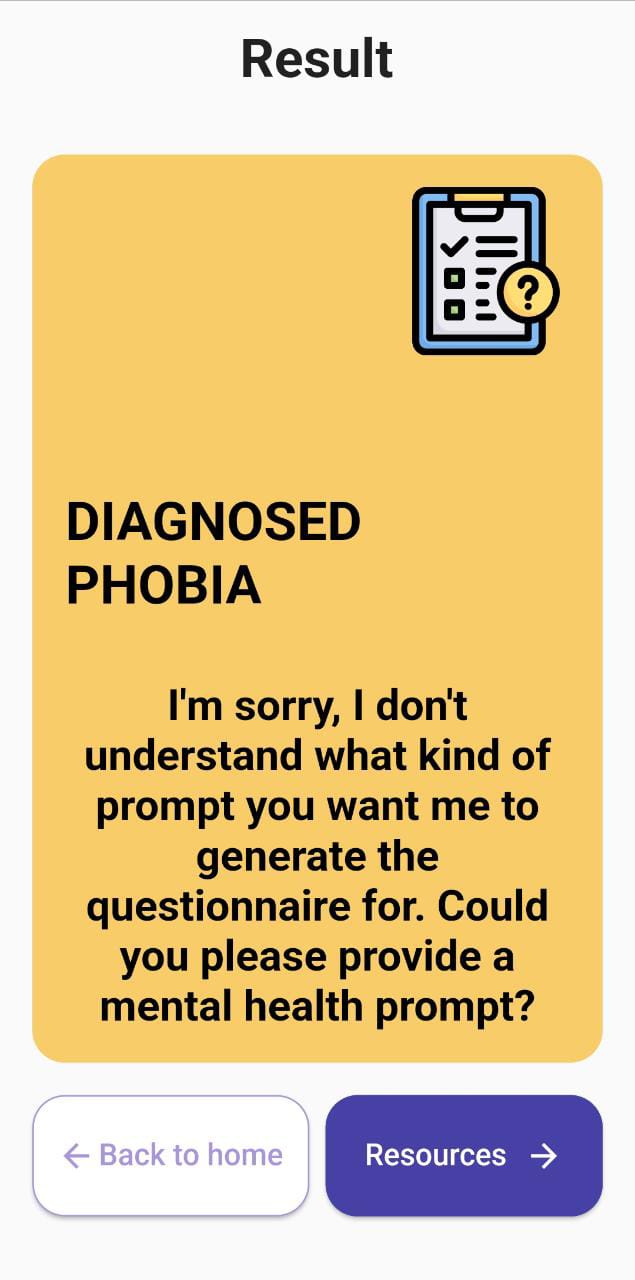 Result
?
DIAGNOSED
PHOBIA
I'm sorry, I don't
understand what kind of
prompt you want me to
generate the
questionnaire for. Could
you please provide a
mental health prompt?
← Back to home
Resources →